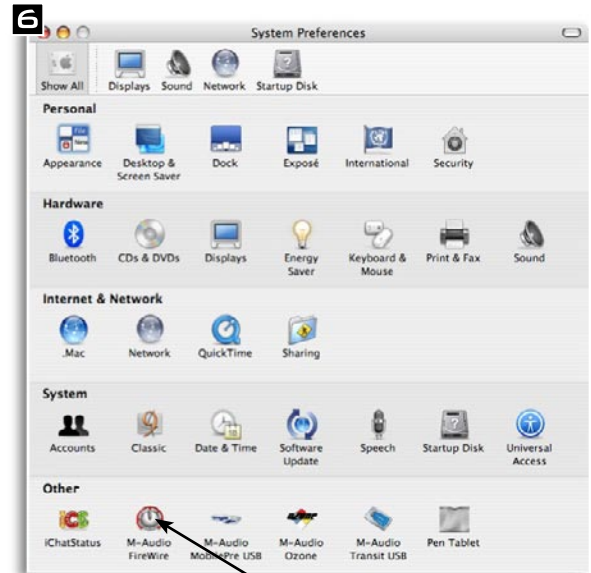 6
System Preferences
Show All Displays Sound Network Startup Disk
Personal
Appearance Desktop & Screen Saver Dock Exposé International Security
Hardware
Bluetooth CDs & DVDs Displays Energy Saver Keyboard & Mouse Print & Fax Sound
Internet & Network
.Mac Network QuickTime Sharing
System
Accounts Classic Date & Time Software Update Speech Startup Disk Universal Access
Other
iChatStatus M-Audio FireWire M-Audio MobilePre USB M-Audio Ozone M-Audio Transit USB Pen Tablet